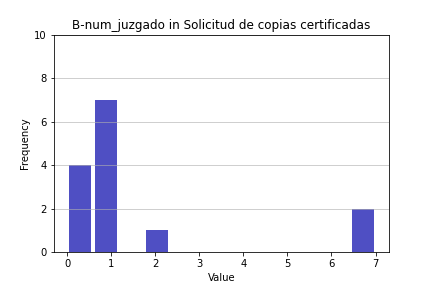 B-num_juzgado in Solicitud de copias certificadas
10
8
6
4
2
0
Frequency
0 1 2 3 4 5 6 7
Value